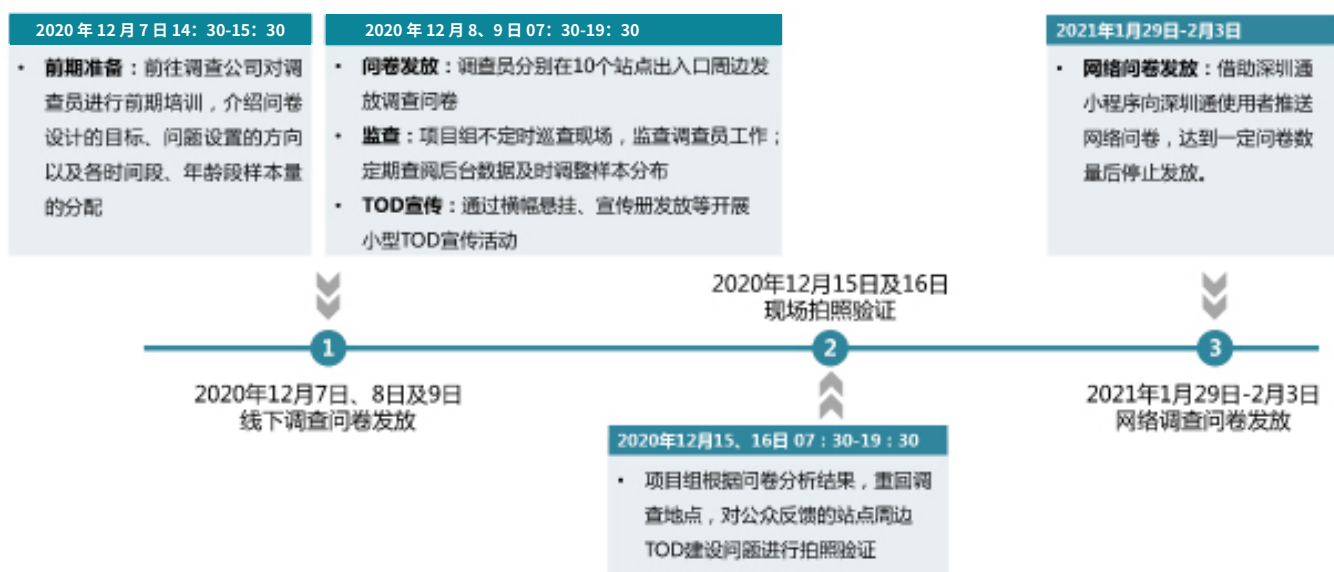 2020 年 12 月 7 日 14：30-15：30
• 前期准备：前往调查公司对调
查员进行前期培训，介绍问卷
设计的目标、问题设置的方向
以及各时间段、年龄段样本量
的分配
2020 年 12 月 8、9 日 07：30-19：30
• 问卷发放：调查员分别在10个站点出入口周边发
放调查问卷
• 监查：项目组不定时巡查现场，监查调查员工作；
定期查阅后台数据及时调整样本分布
• TOD宣传：通过横幅悬挂、宣传册发放等开展
小型TOD宣传活动
2021年1月29日-2月3日
• 网络问卷发放：借助深圳通
小程序向深圳通使用者推送
网络问卷，达到一定问卷数
量后停止发放。
1
2020年12月7日、8日及9日
线下调查问卷发放
2020年12月15日及16日
现场拍照验证
2
2020年12月15、16日 07：30-19：30
• 项目组根据问卷分析结果，重回调
查地点，对公众反馈的站点周边
TOD建设问题进行拍照验证
3
2021年1月29日-2月3日
网络调查问卷发放